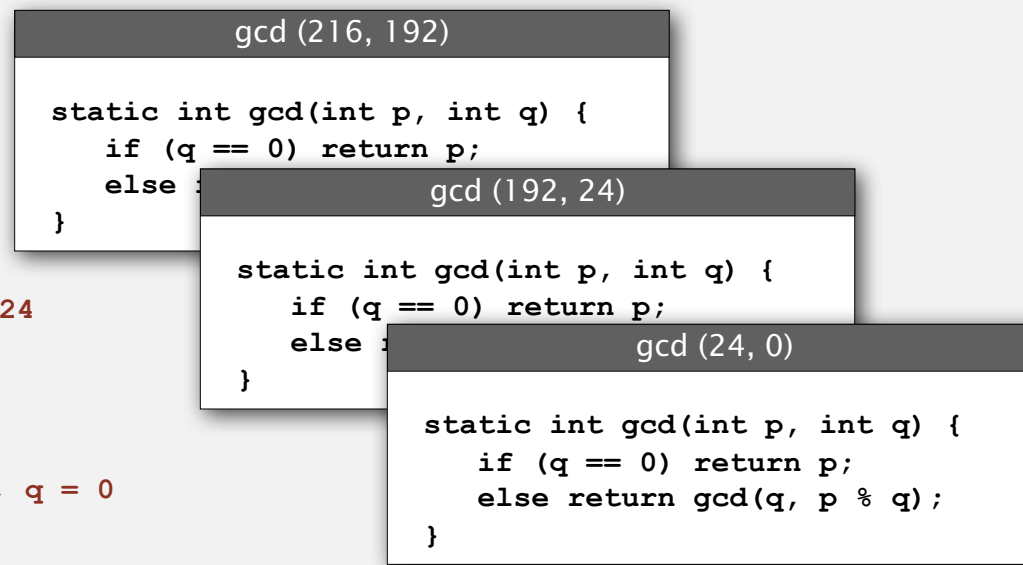 gcd (216, 192)
static int gcd(int p, int q) {
if (q == 0) return p;
else
}
gcd (192, 24)
static int gcd(int p, int q) {
if (q == 0) return p;
else
}
24
gcd (24, 0)
static int gcd(int p, int q) {
if (q == 0) return p;
else return gcd(q, p % q);
}
q = 0